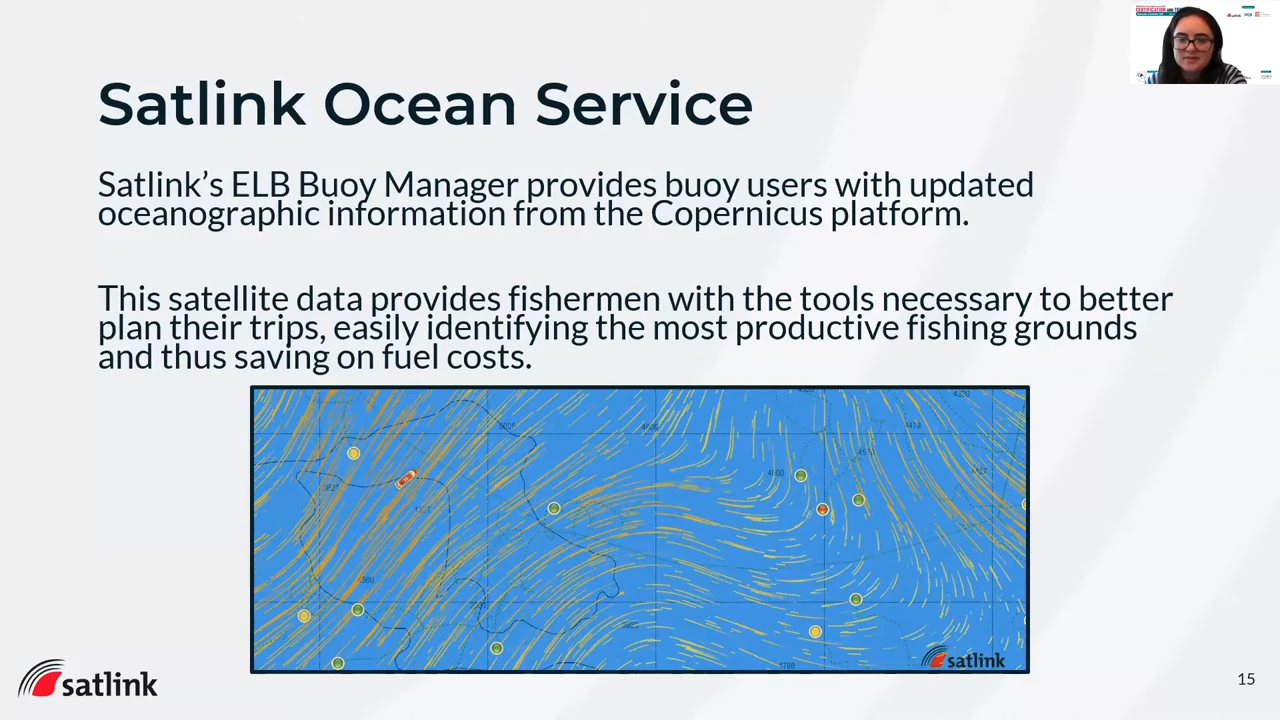 Satlink Ocean Service
Satlink's ELB Buoy Manager provides buoy users with updated
oceanographic information from the Copernicus platform.
This satellite data provides fishermen with the tools necessary to better
plan their trips, easily identifying the most productive fishing grounds
and thus saving on fuel costs.
5025
4478
satlink
satlink
15